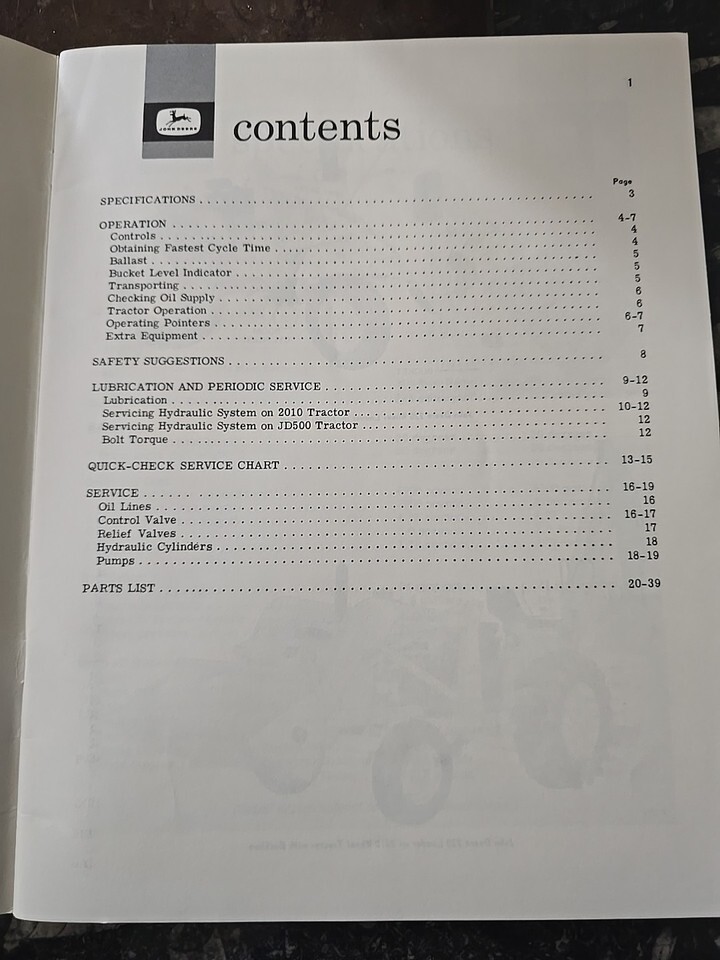 1
JOHN DEERE
contents
Page
SPECIFICATIONS . . . . . . . . . . 3
OPERATION . . . . . . . . . . 4-7
Controls . . . . . . . . . . 4
Obtaining Fastest Cycle Time . . . . . . . . . . 4
Ballast . . . . . . . . . . 5
Bucket Level Indicator . . . . . . . . . . 5
Transporting . . . . . . . . . . 5
Checking Oil Supply . . . . . . . . . . 6
Tractor Operation . . . . . . . . . . 6
Operating Pointers . . . . . . . . . . 6-7
Extra Equipment . . . . . . . . . . 7
SAFETY SUGGESTIONS . . . . . . . . . . 8
LUBRICATION AND PERIODIC SERVICE . . . . . . . . . . 9-12
Lubrication . . . . . . . . . . 9
Servicing Hydraulic System on 2010 Tractor . . . . . . . . . . 10-12
Servicing Hydraulic System on JD500 Tractor . . . . . . . . . . 12
Bolt Torque . . . . . . . . . . 12
QUICK-CHECK SERVICE CHART . . . . . . . . . . 13-15
SERVICE . . . . . . . . . . 16-19
Oil Lines . . . . . . . . . . 16
Control Valve . . . . . . . . . . 16-17
Relief Valves . . . . . . . . . . 17
Hydraulic Cylinders . . . . . . . . . . 18
Pumps . . . . . . . . . . 18-19
PARTS LIST . . . . . . . . . . 20-39